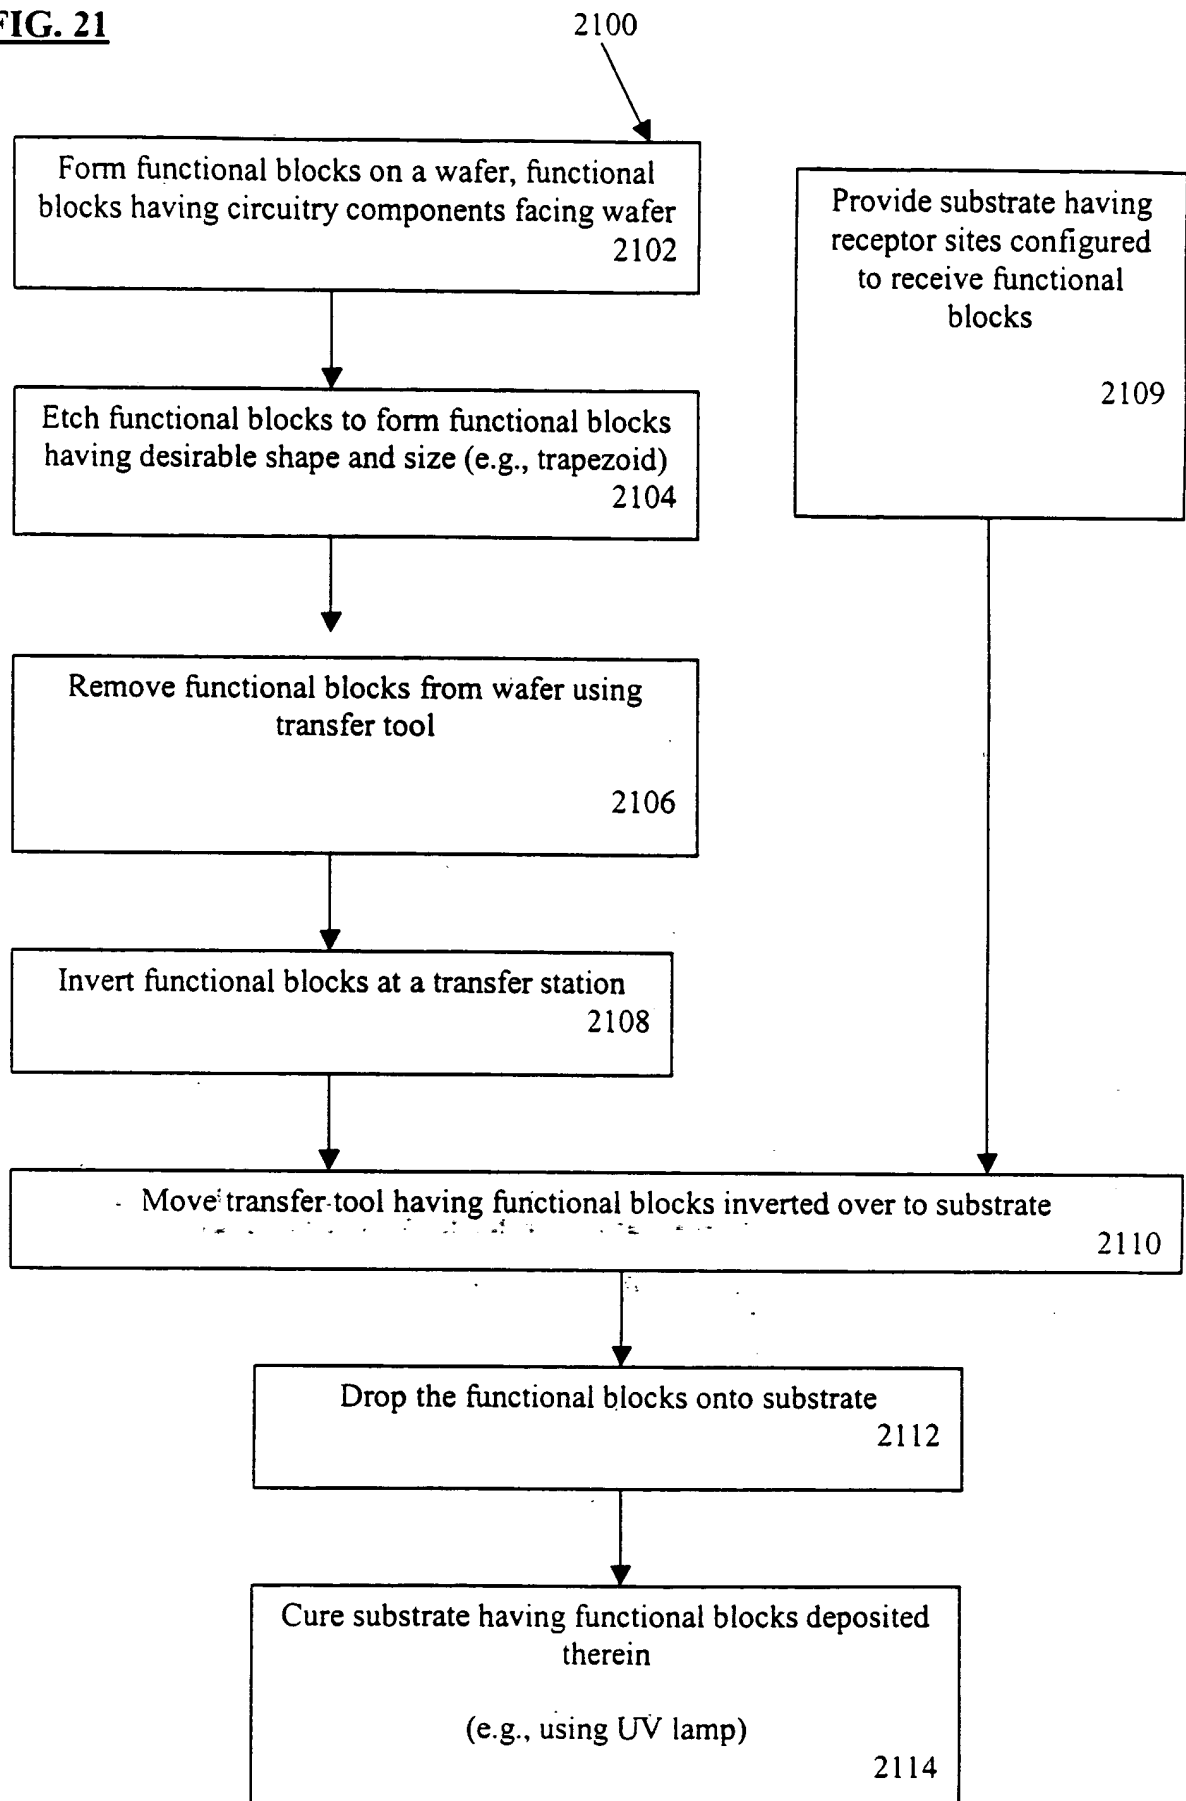 FIG. 21
2100
Form functional blocks on a wafer, functional
blocks having circuitry components facing wafer
2102
Provide substrate having
receptor sites configured
to receive functional
blocks
2109
Etch functional blocks to form functional blocks
having desirable shape and size (e.g., trapezoid)
2104
Remove functional blocks from wafer using
transfer tool
2106
Invert functional blocks at a transfer station
2108
Move transfer tool having functional blocks inverted over to substrate
2110
Drop the functional blocks onto substrate
2112
Cure substrate having functional blocks deposited
therein
(e.g., using UV lamp)
2114